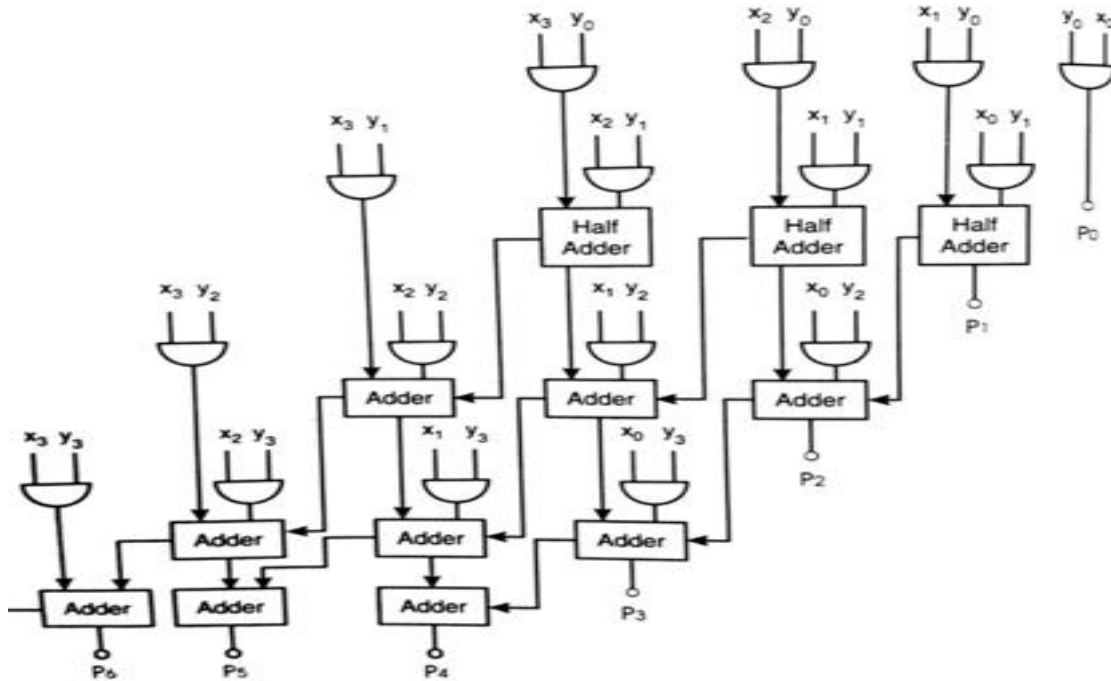 x₃ y₀ x₂ y₀ x₁ y₀ y₀ x₀
x₃ y₁ x₂ y₁ x₁ y₁ x₀ y₁
Half Adder
Half Adder
Half Adder
P₀
x₃ y₂ x₂ y₂ x₁ y₂ x₀ y₂
P₁
Adder Adder Adder
x₃ y₃ x₂ y₃ x₁ y₃ x₀ y₃
P₂
Adder Adder Adder
Adder Adder Adder
P₃
P₆ P₅ P₄